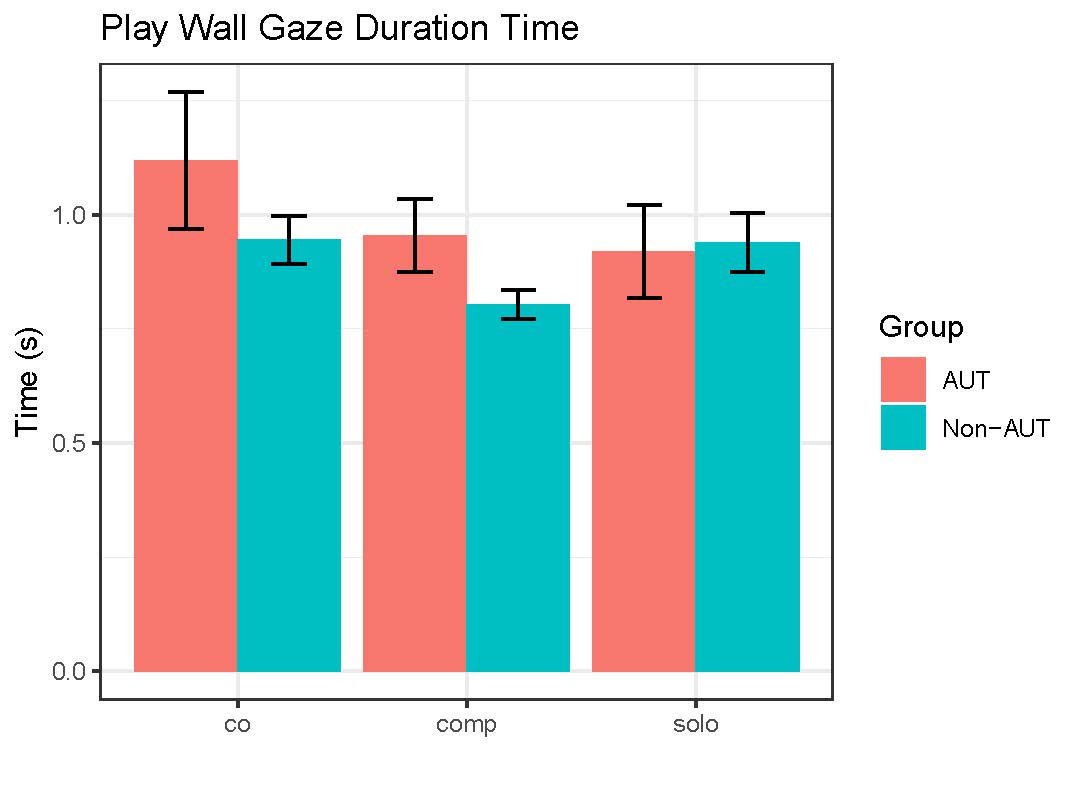 Play Wall Gaze Duration Time
Time (s)
1.0
0.5
0.0
co
comp
solo
Group
AUT
Non−AUT